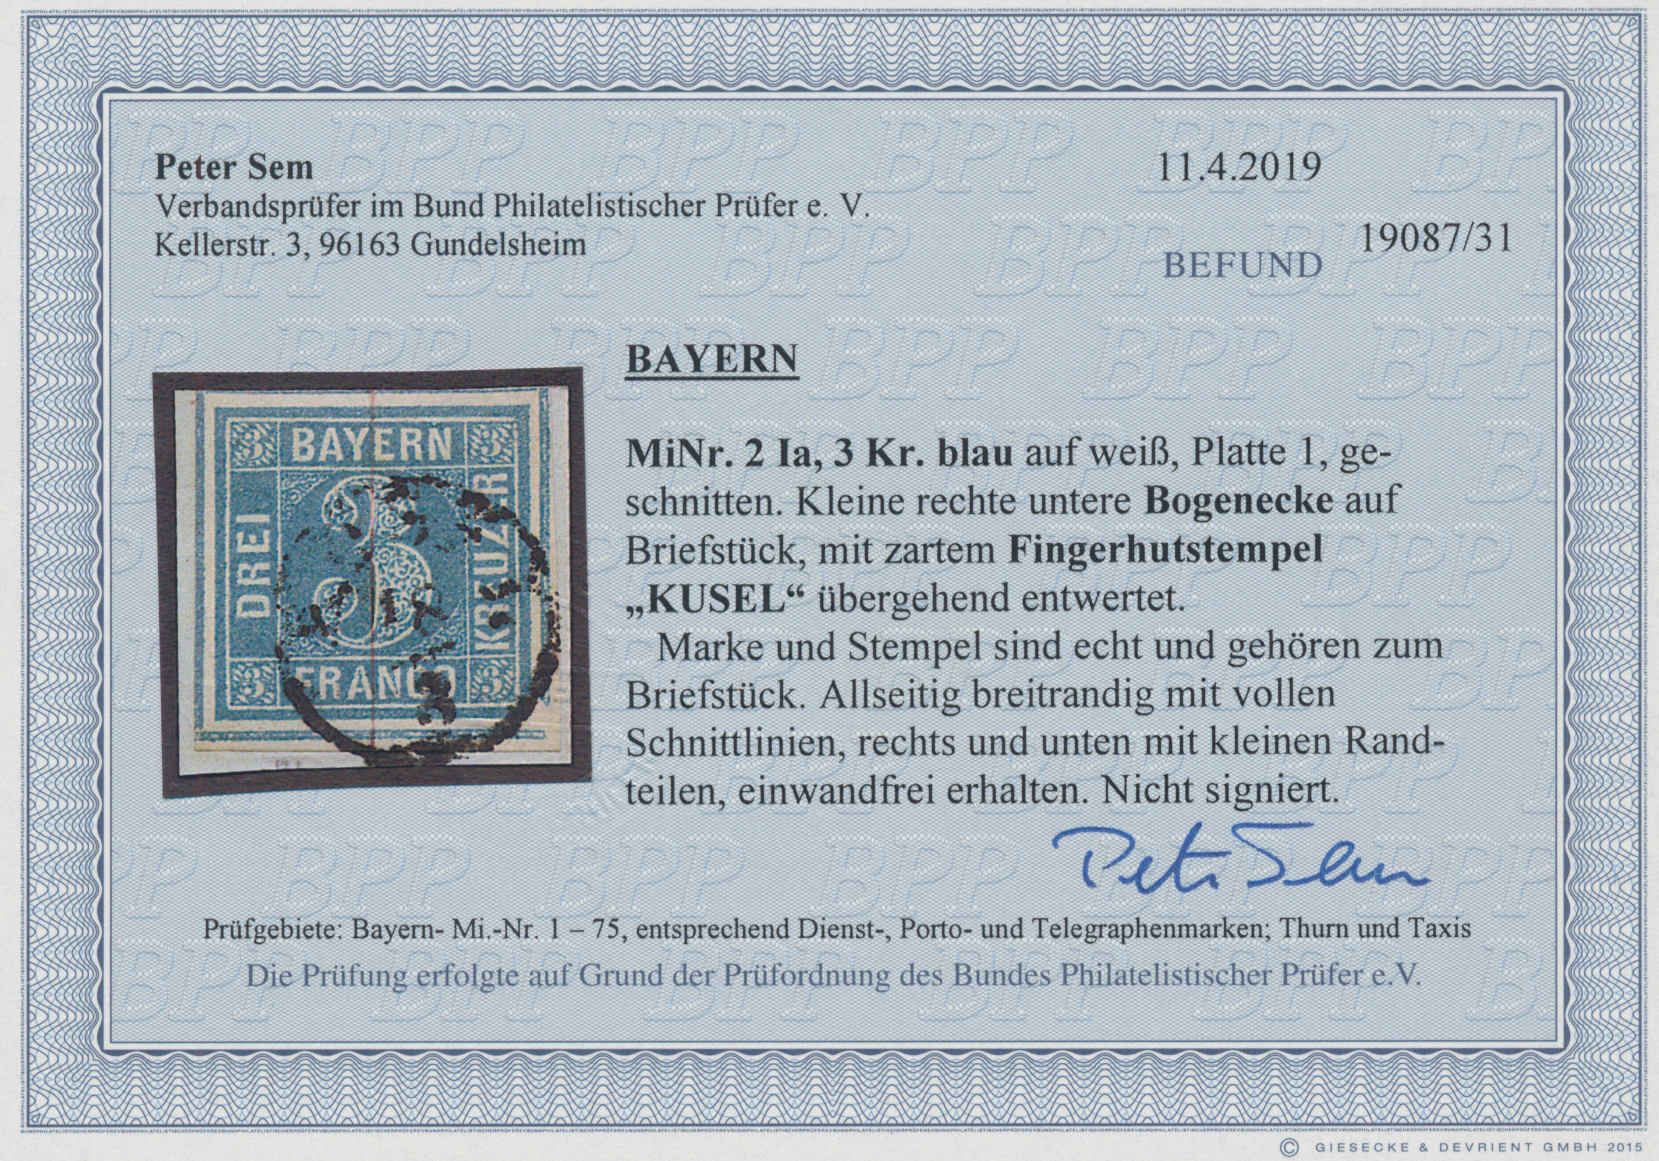 Peter Sem
Verbandsprüfer im Bund Philatelistischer Prüfer e. V.
Kellerstr. 3, 96163 Gundelsheim
11.4.2019
19087/31
BEFUND
BAYERN
MiNr. 2 Ia, 3 Kr. blau auf weiß, Platte 1, ge-
schnitten. Kleine rechte untere Bogenecke auf
Briefstück, mit zartem Fingerhutstempel
„KUSEL“ übergehend entwertet.
Marke und Stempel sind echt und gehören zum
Briefstück. Allseitig breitrandig mit vollen
Schnittlinien, rechts und unten mit kleinen Rand-
teilen, einwandfrei erhalten. Nicht signiert.
3 BAYERN 3
DREI
3
KREUZER
3 FRANCO 3
Peter Sem
Prüfgebiete: Bayern- Mi.-Nr. 1 – 75, entsprechend Dienst-, Porto- und Telegraphenmarken; Thurn und Taxis
Die Prüfung erfolgte auf Grund der Prüfordnung des Bundes Philatelistischer Prüfer e.V.
© GIESECKE & DEVRIENT GMBH 2015